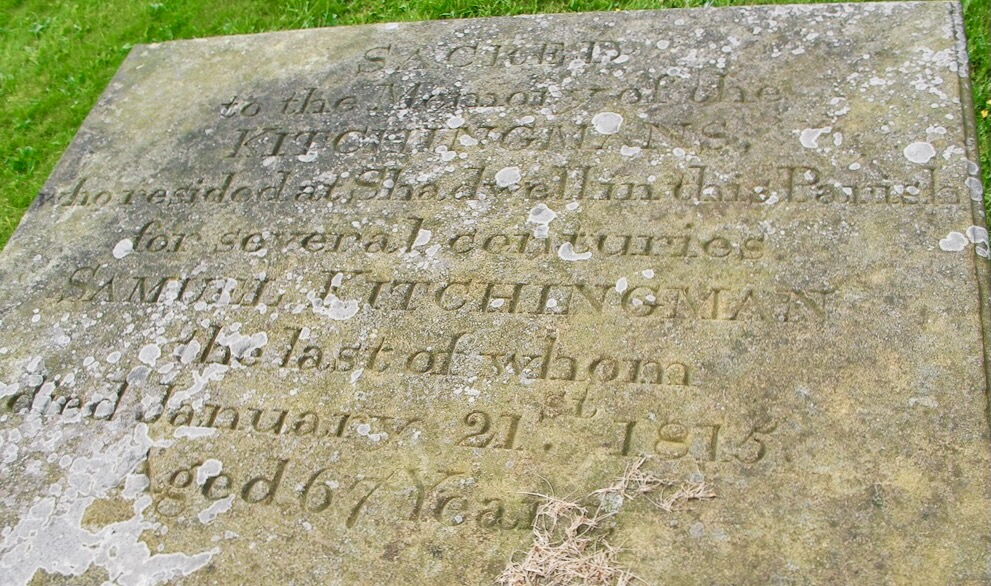 SACRED
to the Memory of the
KITCHINGMANS,
who resided at Shadwell in this Parish
for several centuries
SAMUEL KITCHINGMAN
the last of whom
died January 21st. 1815
Aged 67 Years